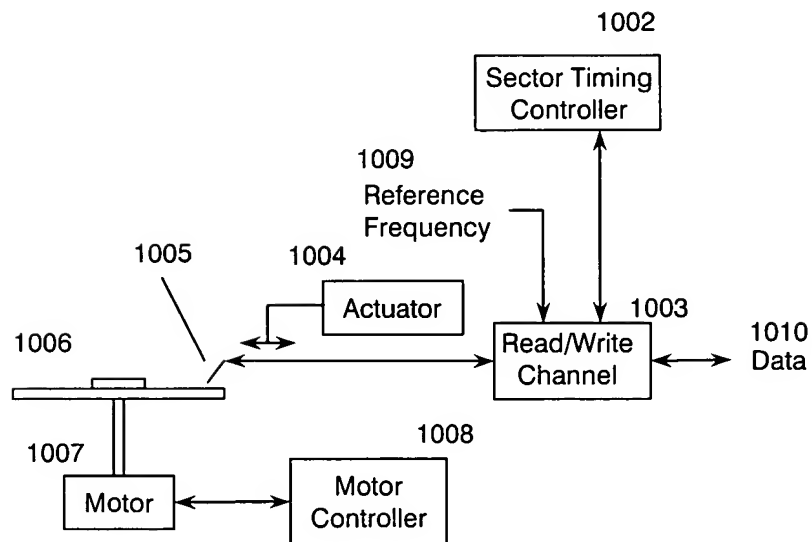 1002
Sector Timing
Controller
1009
Reference
Frequency
1005
1004
Actuator
1003
1006
Read/Write
Channel
1010
Data
1007
1008
Motor
Motor
Controller